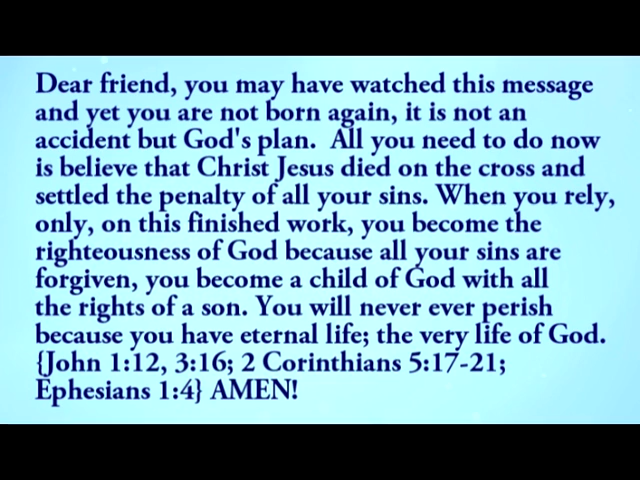 Dear friend, you may have watched this message
and yet you are not born again, it is not an
accident but God's plan.  All you need to do now
is believe that Christ Jesus died on the cross and
settled the penalty of all your sins. When you rely,
only, on this finished work, you become the
righteousness of God because all your sins are
forgiven, you become a child of God with all
the rights of a son. You will never ever perish
because you have eternal life; the very life of God.
{John 1:12, 3:16; 2 Corinthians 5:17-21;
Ephesians 1:4} AMEN!